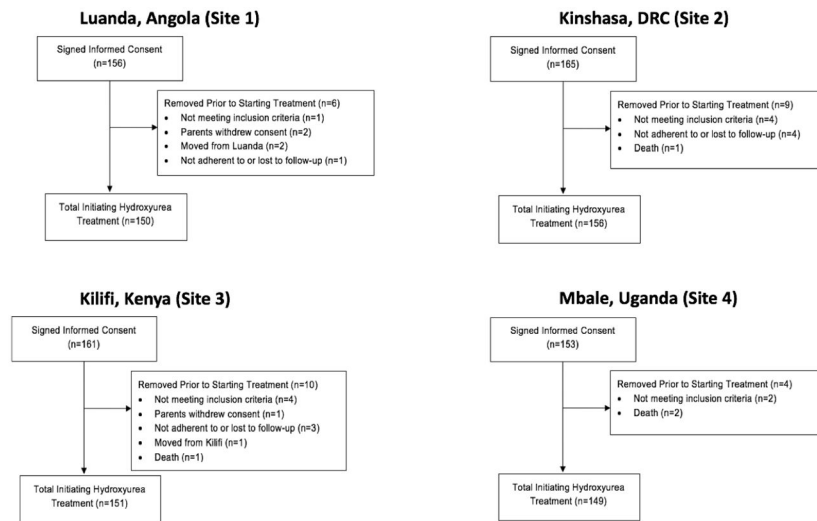 Luanda, Angola (Site 1)
Signed Informed Consent
(n=156)
Removed Prior to Starting Treatment (n=6)
• Not meeting inclusion criteria (n=1)
• Parents withdrew consent (n=2)
• Moved from Luanda (n=2)
• Not adherent to or lost to follow-up (n=1)
Total Initiating Hydroxyurea
Treatment (n=150)
Kinshasa, DRC (Site 2)
Signed Informed Consent
(n=165)
Removed Prior to Starting Treatment (n=9)
• Not meeting inclusion criteria (n=4)
• Not adherent to or lost to follow-up (n=4)
• Death (n=1)
Total Initiating Hydroxyurea
Treatment (n=156)
Kilifi, Kenya (Site 3)
Signed Informed Consent
(n=161)
Removed Prior to Starting Treatment (n=10)
• Not meeting inclusion criteria (n=4)
• Parents withdrew consent (n=1)
• Not adherent to or lost to follow-up (n=3)
• Moved from Kilifi (n=1)
• Death (n=1)
Total Initiating Hydroxyurea
Treatment (n=151)
Mbale, Uganda (Site 4)
Signed Informed Consent
(n=153)
Removed Prior to Starting Treatment (n=4)
• Not meeting inclusion criteria (n=2)
• Death (n=2)
Total Initiating Hydroxyurea
Treatment (n=149)